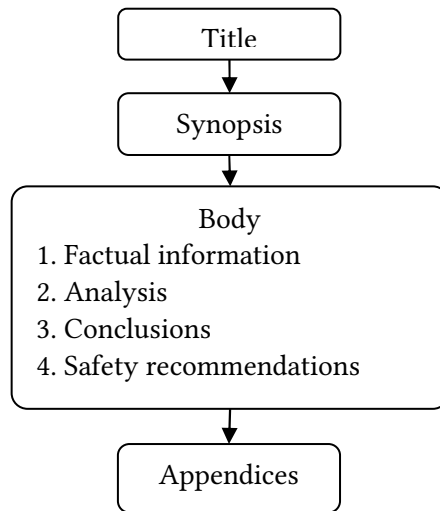 Title
Synopsis
Body
1. Factual information
2. Analysis
3. Conclusions
4. Safety recommendations
Appendices